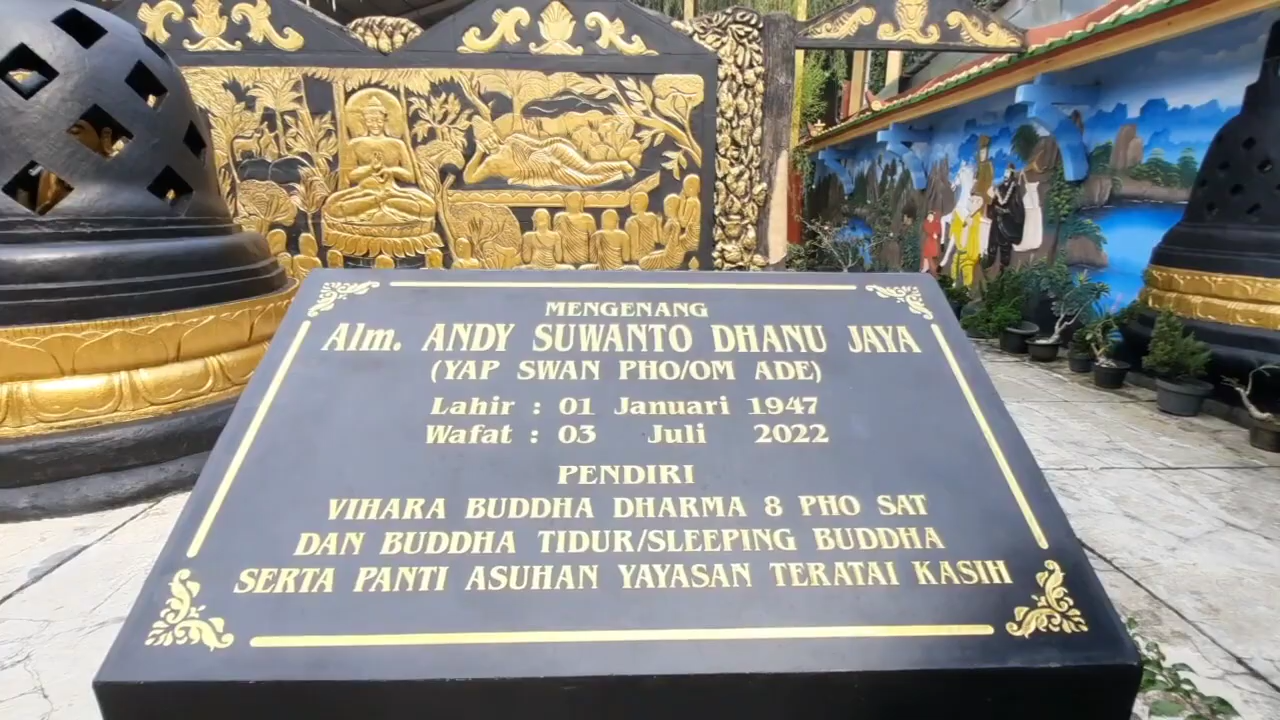 MENGENANG
Alm. ANDY SUWANTO DHANU JAYA
(YAP SWAN PHO/OM ADE)
Lahir : 01 Januari 1947
Wafat : 03 Juli 2022
PENDIRI
VIHARA BUDDHA DHARMA 8 PHO SAT
DAN BUDDHA TIDUR/SLEEPING BUDDHA
SERTA PANTI ASUHAN YAYASAN TERATAI KASIH